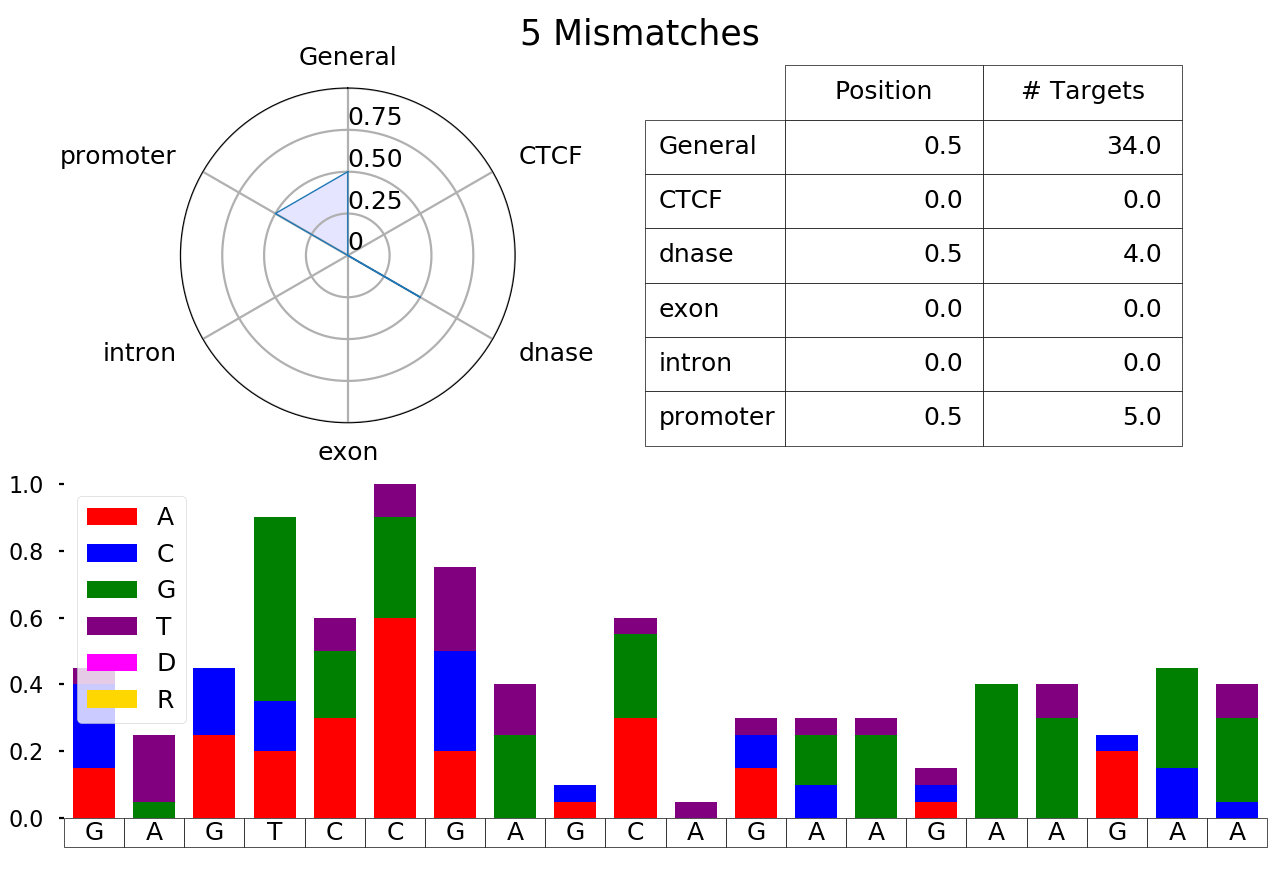 5 Mismatches
General
promoter
CTCF
0.75
0.50
0.25
0
intron
dnase
exon
Position # Targets
General 0.5 34.0
CTCF 0.0 0.0
dnase 0.5 4.0
exon 0.0 0.0
intron 0.0 0.0
promoter 0.5 5.0
1.0
0.8
0.6
0.4
0.2
0.0
A
C
G
T
D
R
G A G T C C G A G C A G A A G A A G A A